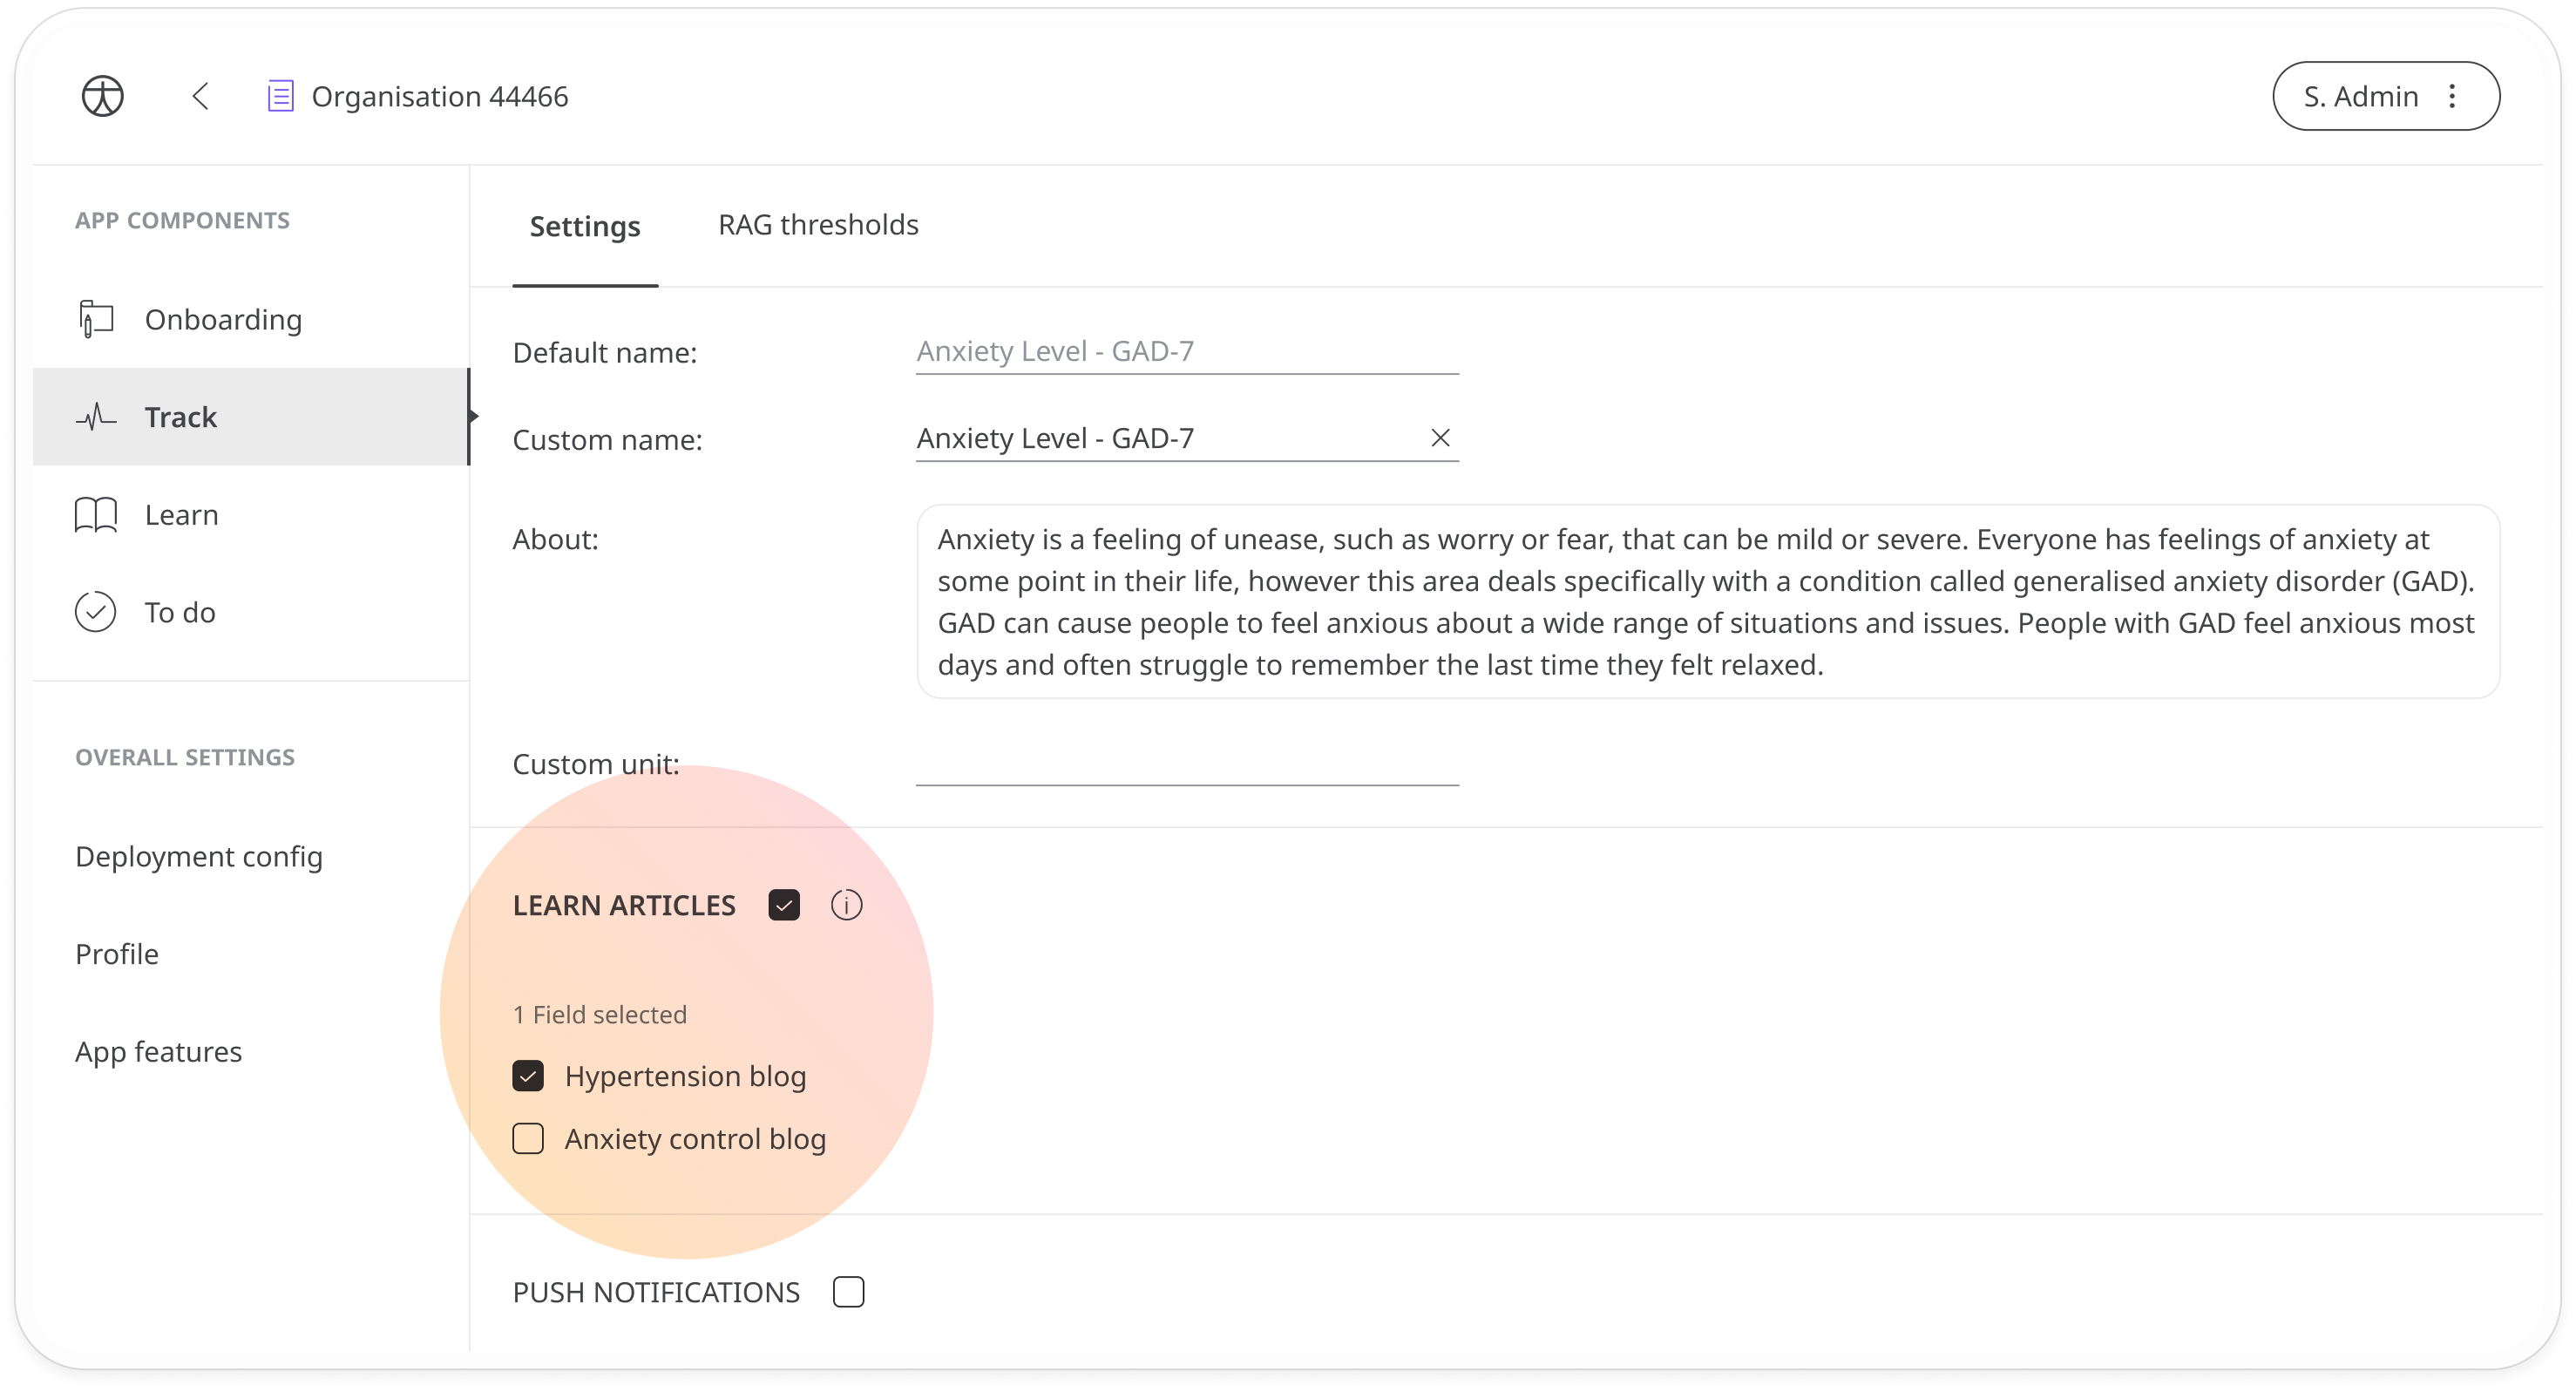 Organisation 44466
S. Admin
APP COMPONENTS
Onboarding
Track
Learn
To do
OVERALL SETTINGS
Deployment config
Profile
App features
Settings
RAG thresholds
Default name:
Anxiety Level - GAD-7
Custom name:
Anxiety Level - GAD-7
About:
Anxiety is a feeling of unease, such as worry or fear, that can be mild or severe. Everyone has feelings of anxiety at
some point in their life, however this area deals specifically with a condition called generalised anxiety disorder (GAD).
GAD can cause people to feel anxious about a wide range of situations and issues. People with GAD feel anxious most
days and often struggle to remember the last time they felt relaxed.
Custom unit:
LEARN ARTICLES
1 Field selected
Hypertension blog
Anxiety control blog
PUSH NOTIFICATIONS